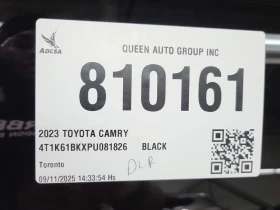 ADESA
QUEEN AUTO GROUP INC
810161
2023 TOYOTA CAMRY
4T1K61BKXPU081826 BLACK
Toronto
DLR
09/11/2025 14:33:54 Hs